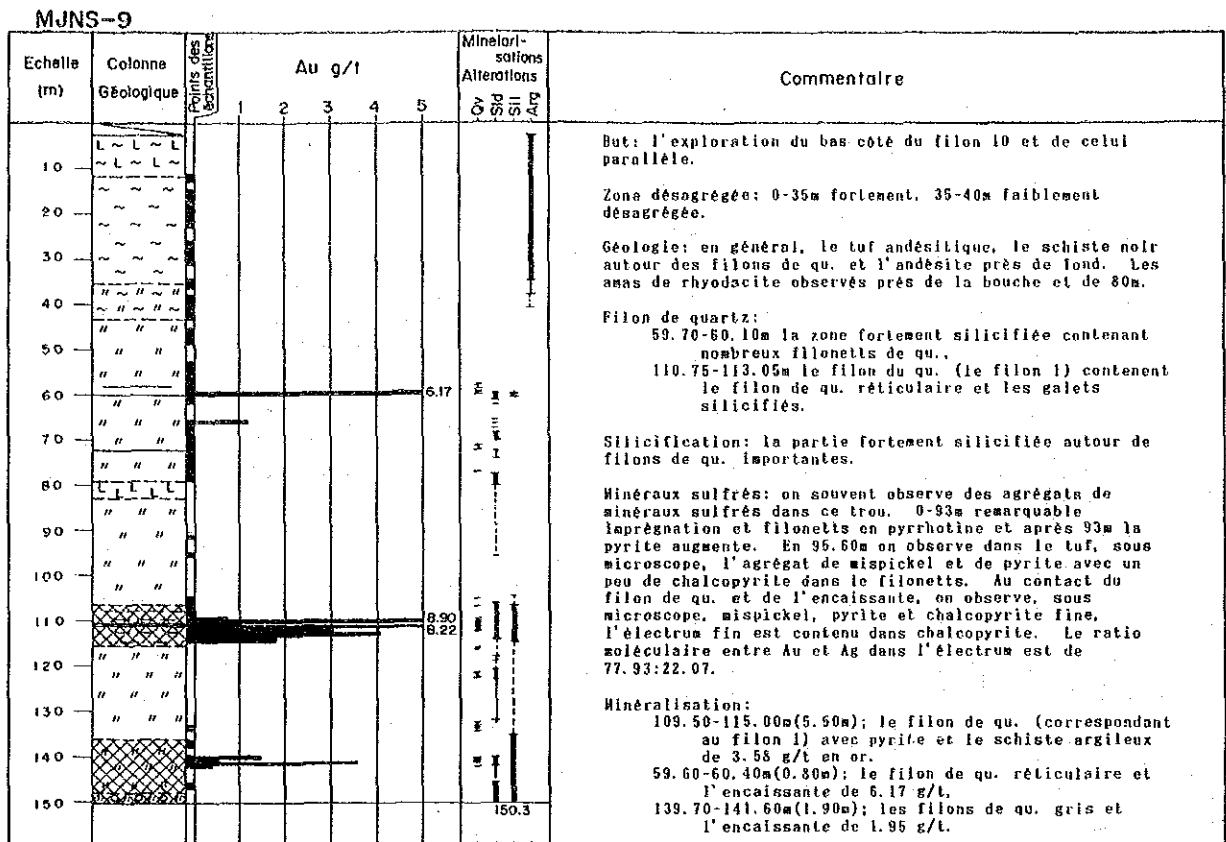 MJNS-9
Echelle
(m)
Colonne
Géologique
Points des
échantillons
Au g/t
1 2 3 4 5
Minelari-
sations
Alterations
Qv
Sld
Sil
Arg
Commentaire
L ~ L ~ L
~ L ~ L ~
10
20
30
40
50
60
70
80
90
100
110
120
130
140
150
6.17
8.90
8.22
150.3
But: l'exploration du bas côté du filon 10 et de celui
parallèle.
Zone désagrégée: 0-35m fortement, 35-40m faiblement
désagrégée.
Géologie: en général, le tuf andésitique, le schiste noir
autour des filons de qu. et l'andésite près de fond. Les
amas de rhyodacite observés près de la bouche et de 80m.
Filon de quartz:
59.70-60.10m la zone fortement silicifiée contenant
nombreux filonetts de qu.,
110.75-113.05m le filon du qu. (le filon 1) contenent
le filon de qu. réticulaire et les galets
silicifiés.
Silicification: la partie fortement silicifiée autour de
filons de qu. importantes.
Minéraux sulfrés: on souvent observe des agrégats de
minéraux sulfrés dans ce trou. 0-93m remarquable
imprégnation et filonetts en pyrrhotine et après 93m la
pyrite augmente. En 95.60m on observe dans le tuf, sous
microscope, l'agrégat de mispickel et de pyrite avec un
peu de chalcopyrite dans le filonetts. Au contact du
filon de qu. et de l'encaissante, on observe, sous
microscope, mispickel, pyrite et chalcopyrite fine,
l'électrum fin est contenu dans chalcopyrite. Le ratio
moléculaire entre Au et Ag dans l'électrum est de
77.93:22.07.
Minéralisation:
109.50-115.00m(5.50m); le filon de qu. (correspondant
au filon 1) avec pyrite et le schiste argileux
de 3.58 g/t en or.
59.60-60.40m(0.80m); le filon de qu. réticulaire et
l'encaissante de 6.17 g/t,
139.70-141.60m(1.90m); les filons de qu. gris et
l'encaissante de 1.95 g/t.